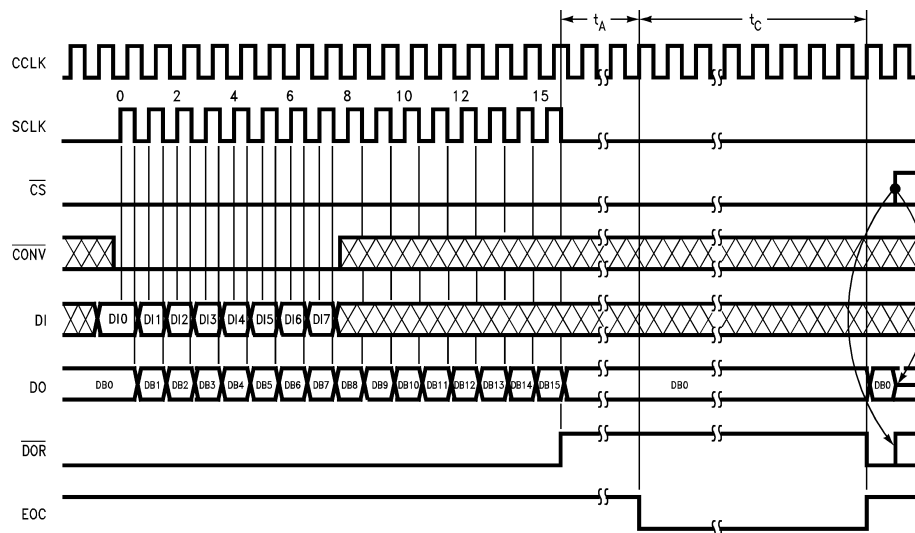 tA tC
CCLK
0 2 4 6 8 10 12 15
SCLK
CS
CONV
DI DI0 DI1 DI2 DI3 DI4 DI5 DI6 DI7
DO DB0 DB1 DB2 DB3 DB4 DB5 DB6 DB7 DB8 DB9 DB10 DB11 DB12 DB13 DB14 DB15 DB0 DB0
DOR
EOC